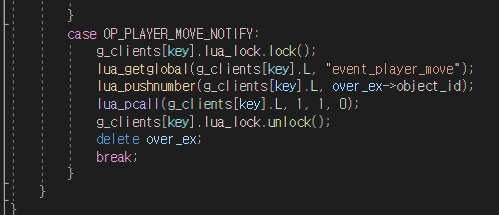 }
case OP_PLAYER_MOVE_NOTIFY:
g_clients[key].lua_lock.lock();
lua_getglobal(g_clients[key].L, "event_player_move");
lua_pushnumber(g_clients[key].L, over_ex->object_id);
lua_pcall(g_clients[key].L, 1, 1, 0);
g_clients[key].lua_lock.unlock();
delete over_ex;
break;
}
}
}